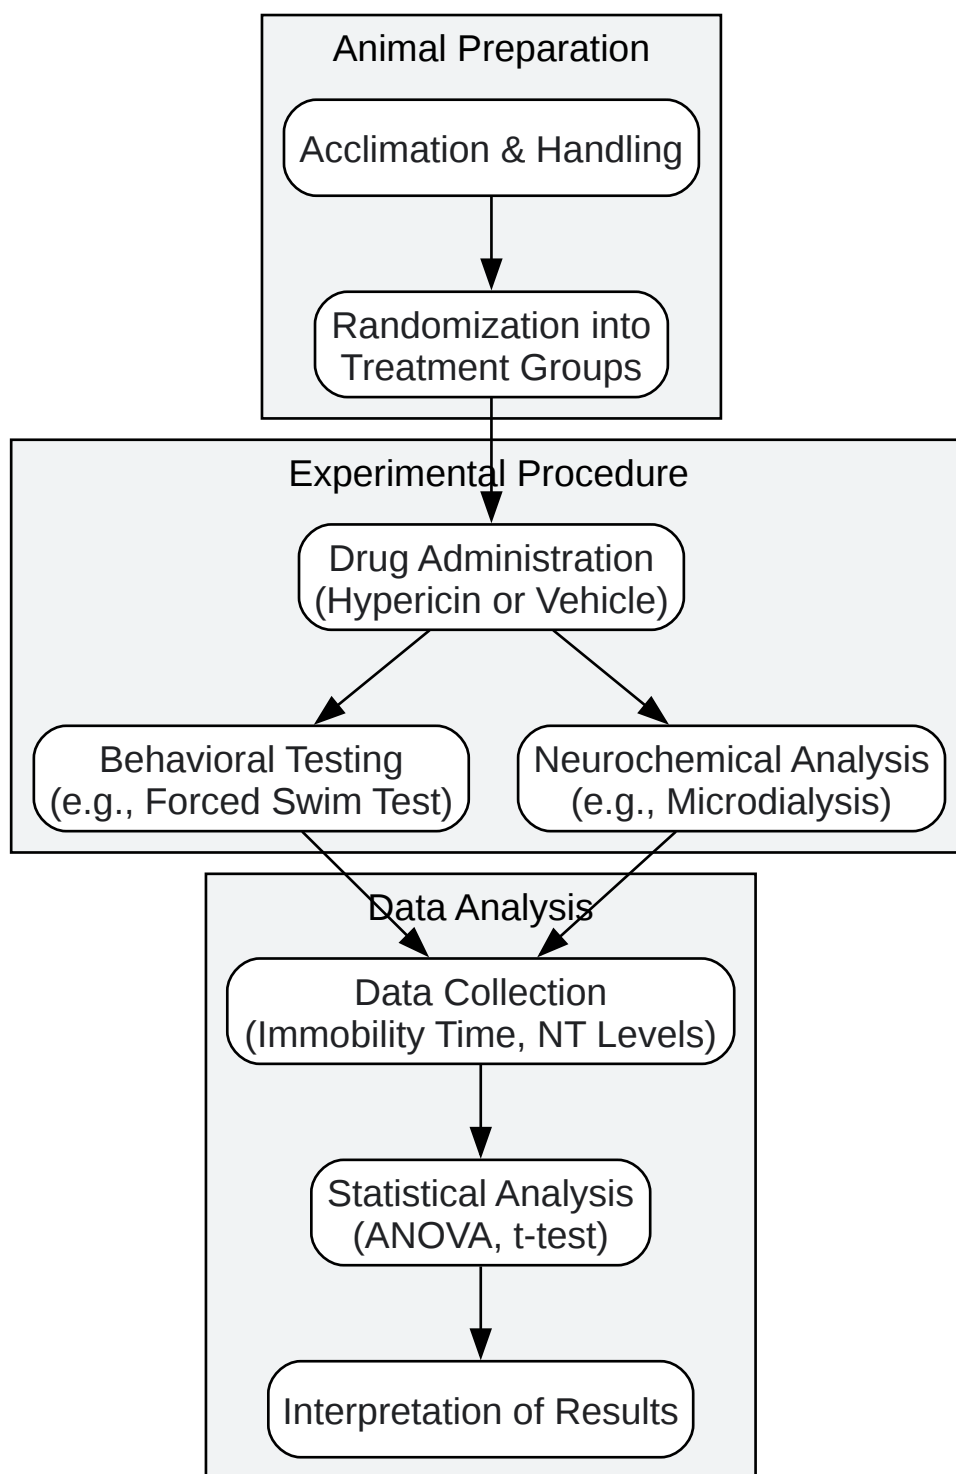 Animal Preparation
Acclimation & Handling
Randomization into
Treatment Groups
Experimental Procedure
Drug Administration
(Hypericin or Vehicle)
Behavioral Testing
(e.g., Forced Swim Test)
Neurochemical Analysis
(e.g., Microdialysis)
Data Analysis
Data Collection
(Immobility Time, NT Levels)
Statistical Analysis
(ANOVA, t-test)
Interpretation of Results